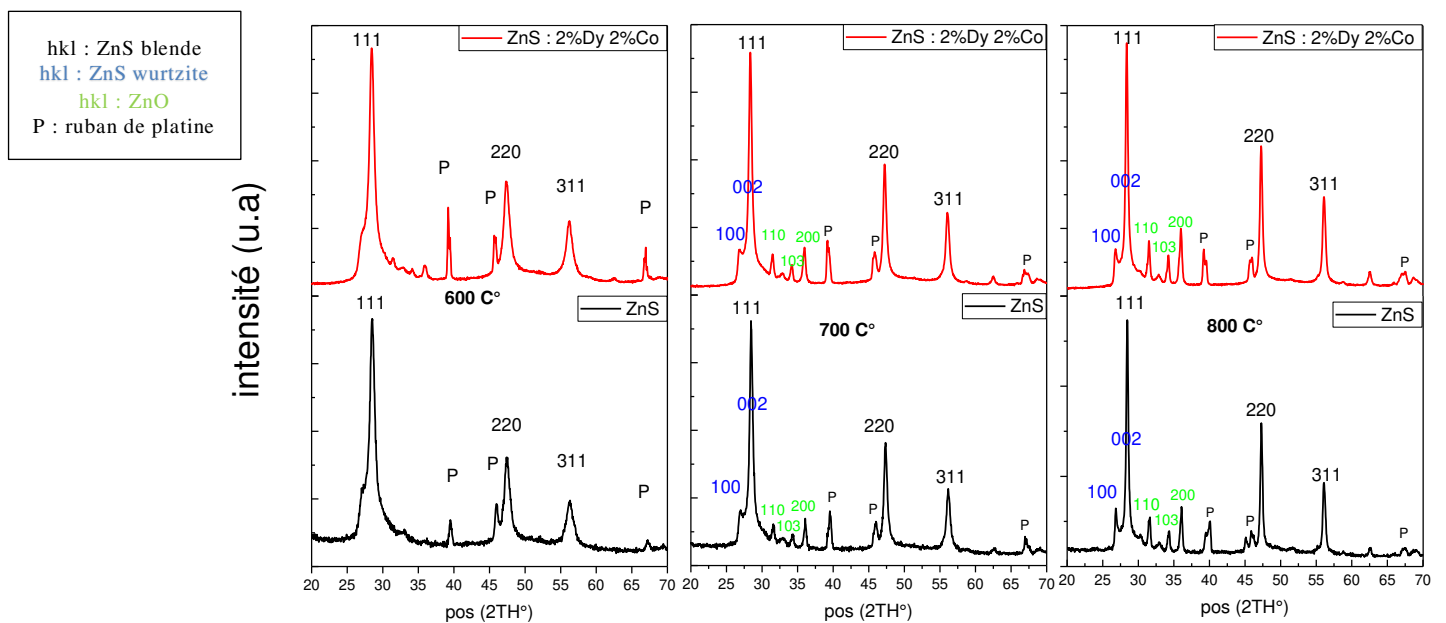 hkl : ZnS blende
hkl : ZnS wurtzite
hkl : ZnO
P : ruban de platine
intensité (u.a)
111
ZnS : 2%Dy 2%Co
P
P
220
311
P
600 C°
111
ZnS
P
P
220
311
P
20 25 30 35 40 45 50 55 60 65 70
pos (2TH°)
111
ZnS : 2%Dy 2%Co
002
100
110
103
200
P
P
220
311
P
111
ZnS
700 C°
002
100
110
103
200
P
P
220
311
P
20 25 30 35 40 45 50 55 60 65 70
pos (2TH°)
111
ZnS : 2%Dy 2%Co
002
100
110
103
200
P
P
220
311
P
111
ZnS
800 C°
002
100
110
103
200
P
P
220
311
P
20 25 30 35 40 45 50 55 60 65 70
pos (2TH°)